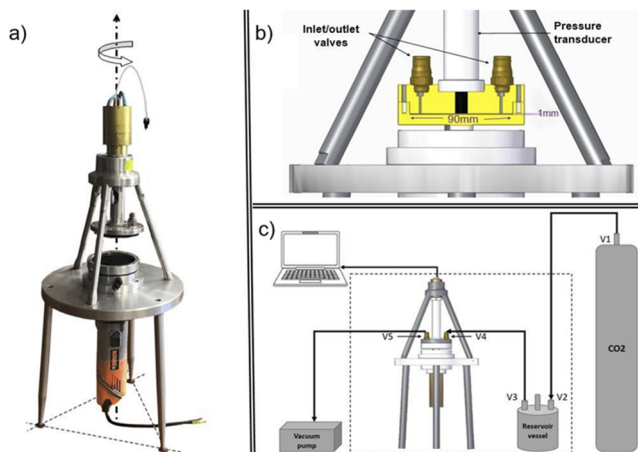 a)
b)
Inlet/outlet
valves
Pressure
transducer
90mm
1mm
c)
V1
CO2
V5
V4
V3
V2
Reservoir
vessel
Vacuum
pump